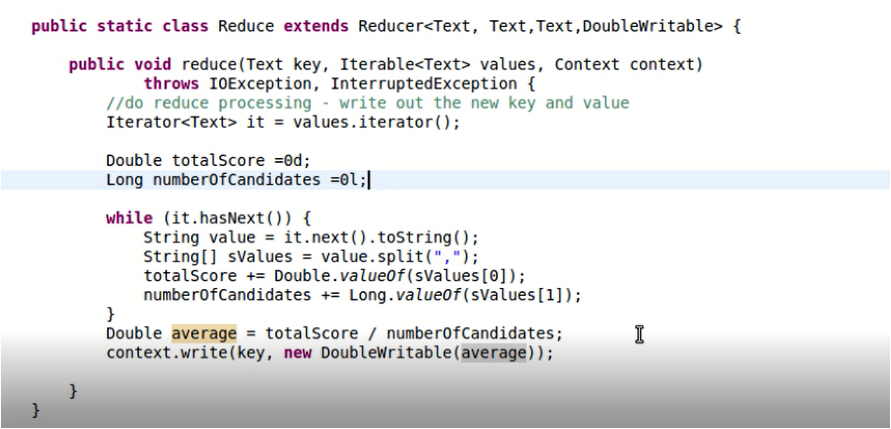 public static class Reduce extends Reducer<Text, Text,Text,DoubleWritable> {
public void reduce(Text key, Iterable<Text> values, Context context)
throws IOException, InterruptedException {
//do reduce processing - write out the new key and value
Iterator<Text> it = values.iterator();
Double totalScore =0d;
Long numberOfCandidates =0l;
while (it.hasNext()) {
String value = it.next().toString();
String[] sValues = value.split(",");
totalScore += Double.valueOf(sValues[0]);
numberOfCandidates += Long.valueOf(sValues[1]);
}
Double average = totalScore / numberOfCandidates;
context.write(key, new DoubleWritable(average));
}
}